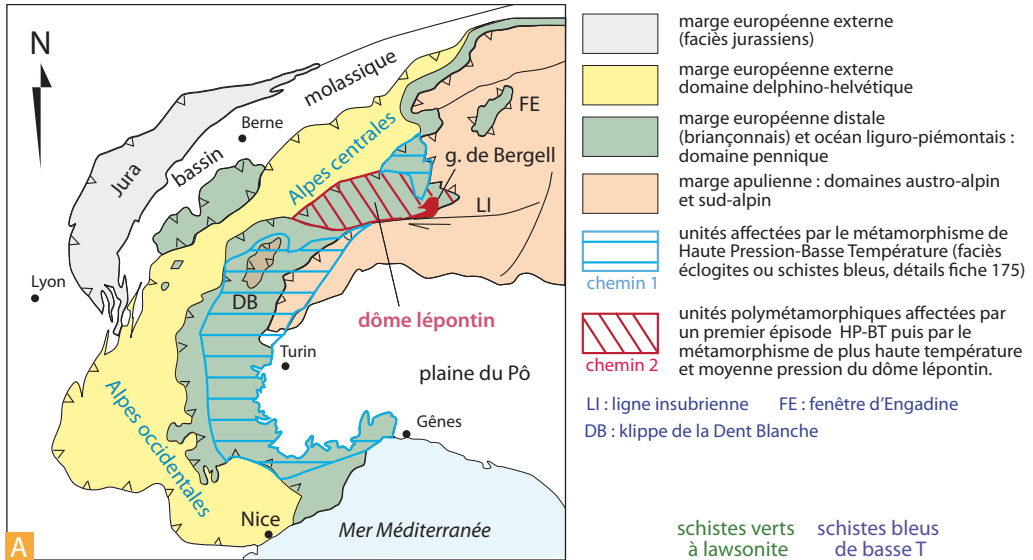 N
molassique
Berne
bassin
Jura
Alpes centrales
FE
g. de Bergell
LI
Lyon
DB
dôme lépontin
Turin
plaine du Pô
Alpes occidentales
Gênes
Nice
Mer Méditerranée
A
marge européenne externe
(faciès jurassiens)
marge européenne externe
domaine delphino-helvétique
marge européenne distale
(briançonnais) et océan liguro-piémontais :
domaine pennique
marge apulienne : domaines austro-alpin
et sud-alpin
unités affectées par le métamorphisme de
Haute Pression-Basse Température (faciès
éclogites ou schistes bleus, détails fiche 175)
chemin 1
unités polymétamorphiques affectées par
un premier épisode HP-BT puis par le
métamorphisme de plus haute température
et moyenne pression du dôme lépontin.
chemin 2
LI : ligne insubrienne FE : fenêtre d'Engadine
DB : klippe de la Dent Blanche
schistes verts
à lawsonite
schistes bleus
de basse T